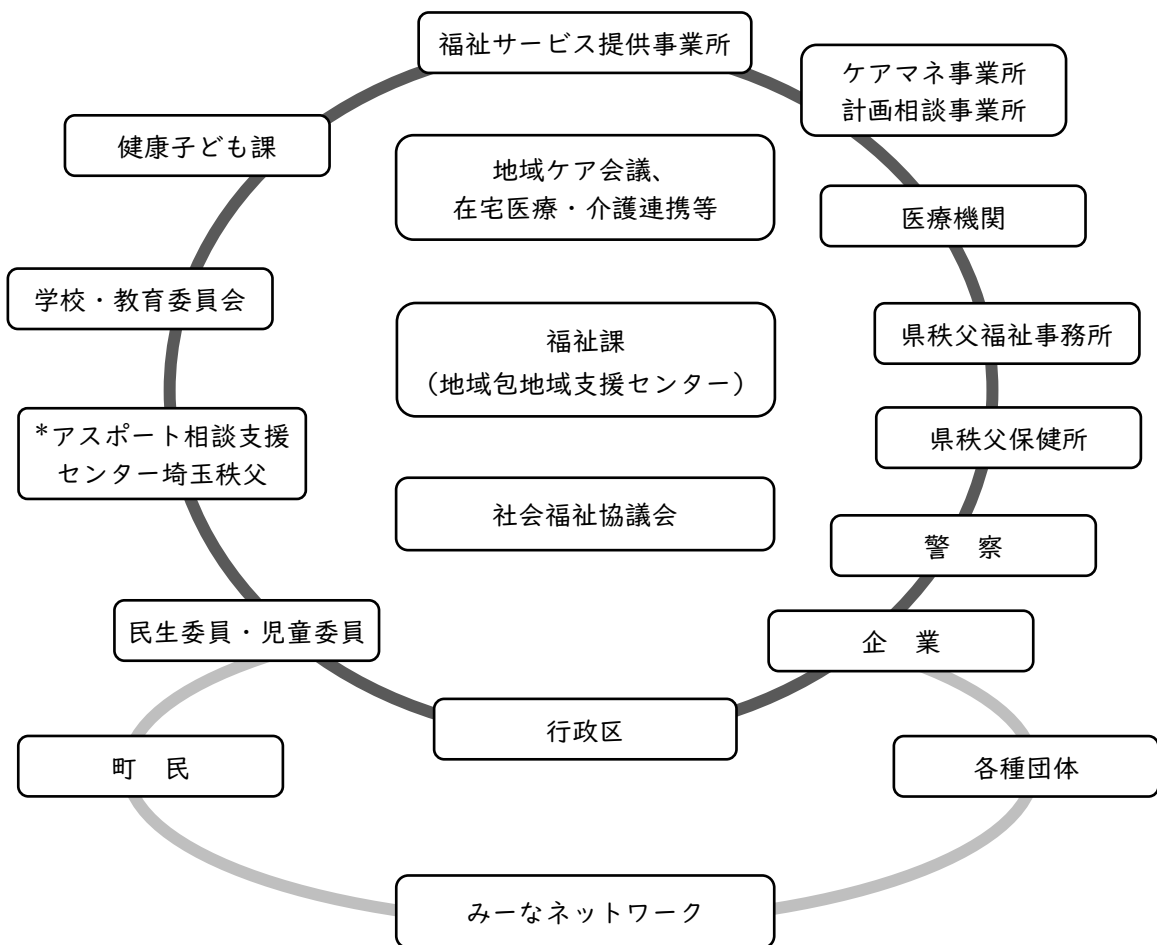 福祉サービス提供事業所
ケアマネ事業所
計画相談事業所
健康子ども課
地域ケア会議、
在宅医療・介護連携等
医療機関
学校・教育委員会
福祉課
（地域包地域支援センター）
県秩父福祉事務所
*アスポート相談支援
センター埼玉秩父
県秩父保健所
社会福祉協議会
警　察
民生委員・児童委員
企　業
行政区
町　民
各種団体
みーなネットワーク